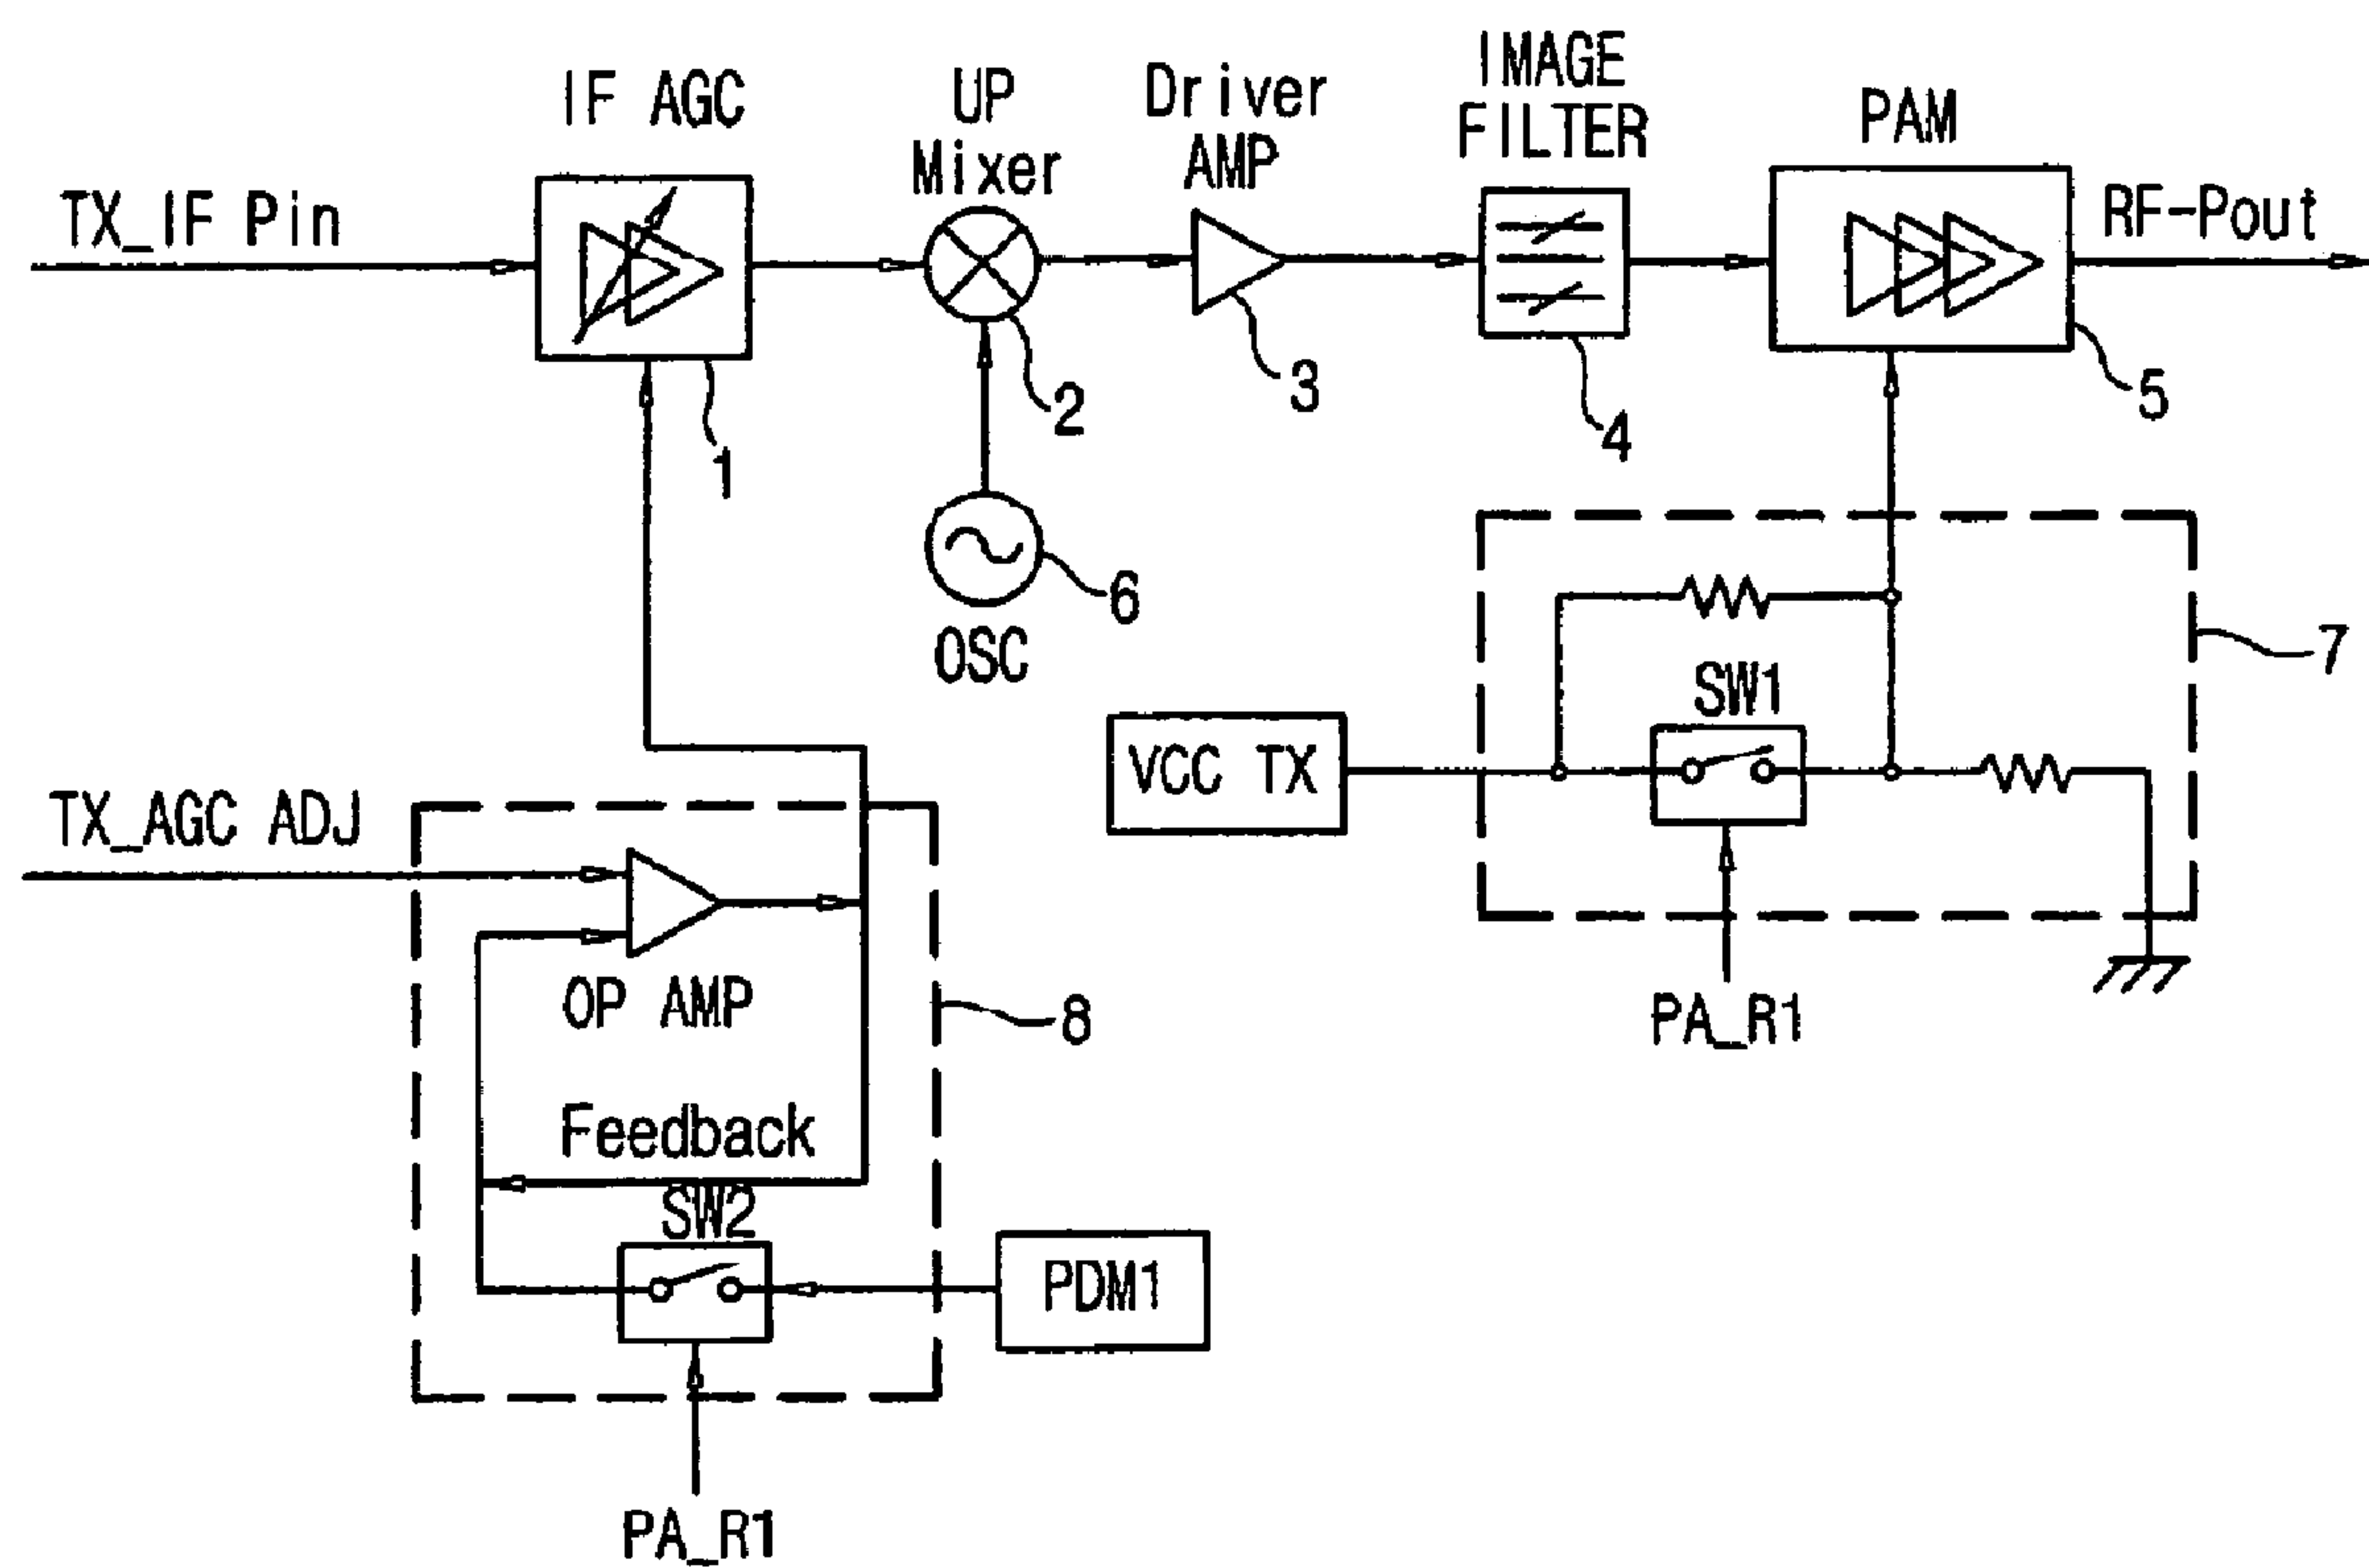 IF AGC
UP
Mixer
Driver
AMP
IMAGE
FILTER
PAM
TX_IF Pin
RF-Pout
1
2
3
4
5
6
OSC
7
SW1
VCC TX
TX_AGC ADJ
OP AMP
8
PA_R1
Feedback
SW2
PDM1
PA_R1